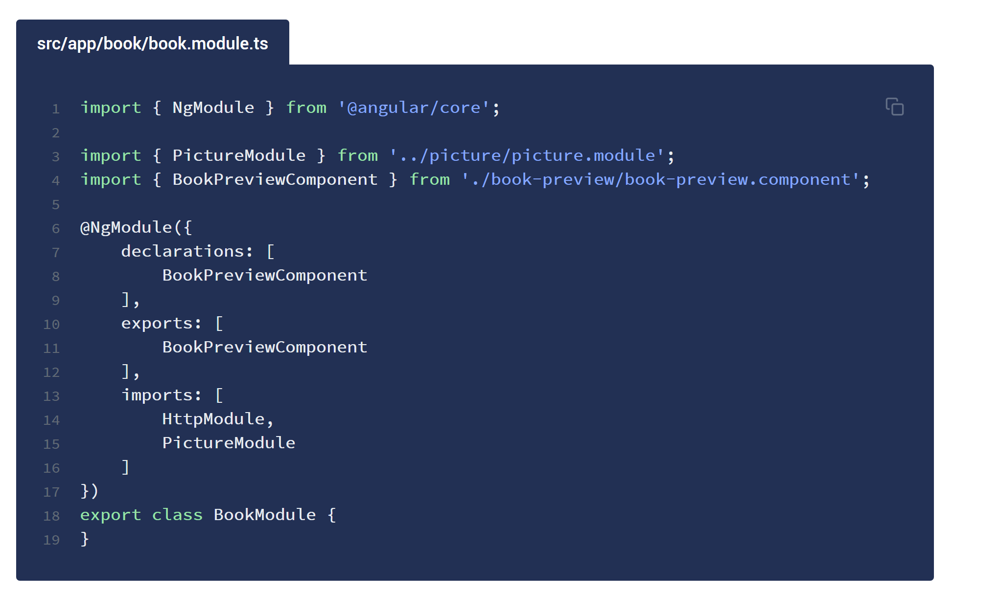 src/app/book/book.module.ts
1 import { NgModule } from '@angular/core';
2
3 import { PictureModule } from '../picture/picture.module';
4 import { BookPreviewComponent } from './book-preview/book-preview.component';
5
6 @NgModule({
7     declarations: [
8         BookPreviewComponent
9     ],
10     exports: [
11         BookPreviewComponent
12     ],
13     imports: [
14         HttpModule,
15         PictureModule
16     ]
17 })
18 export class BookModule {
19 }